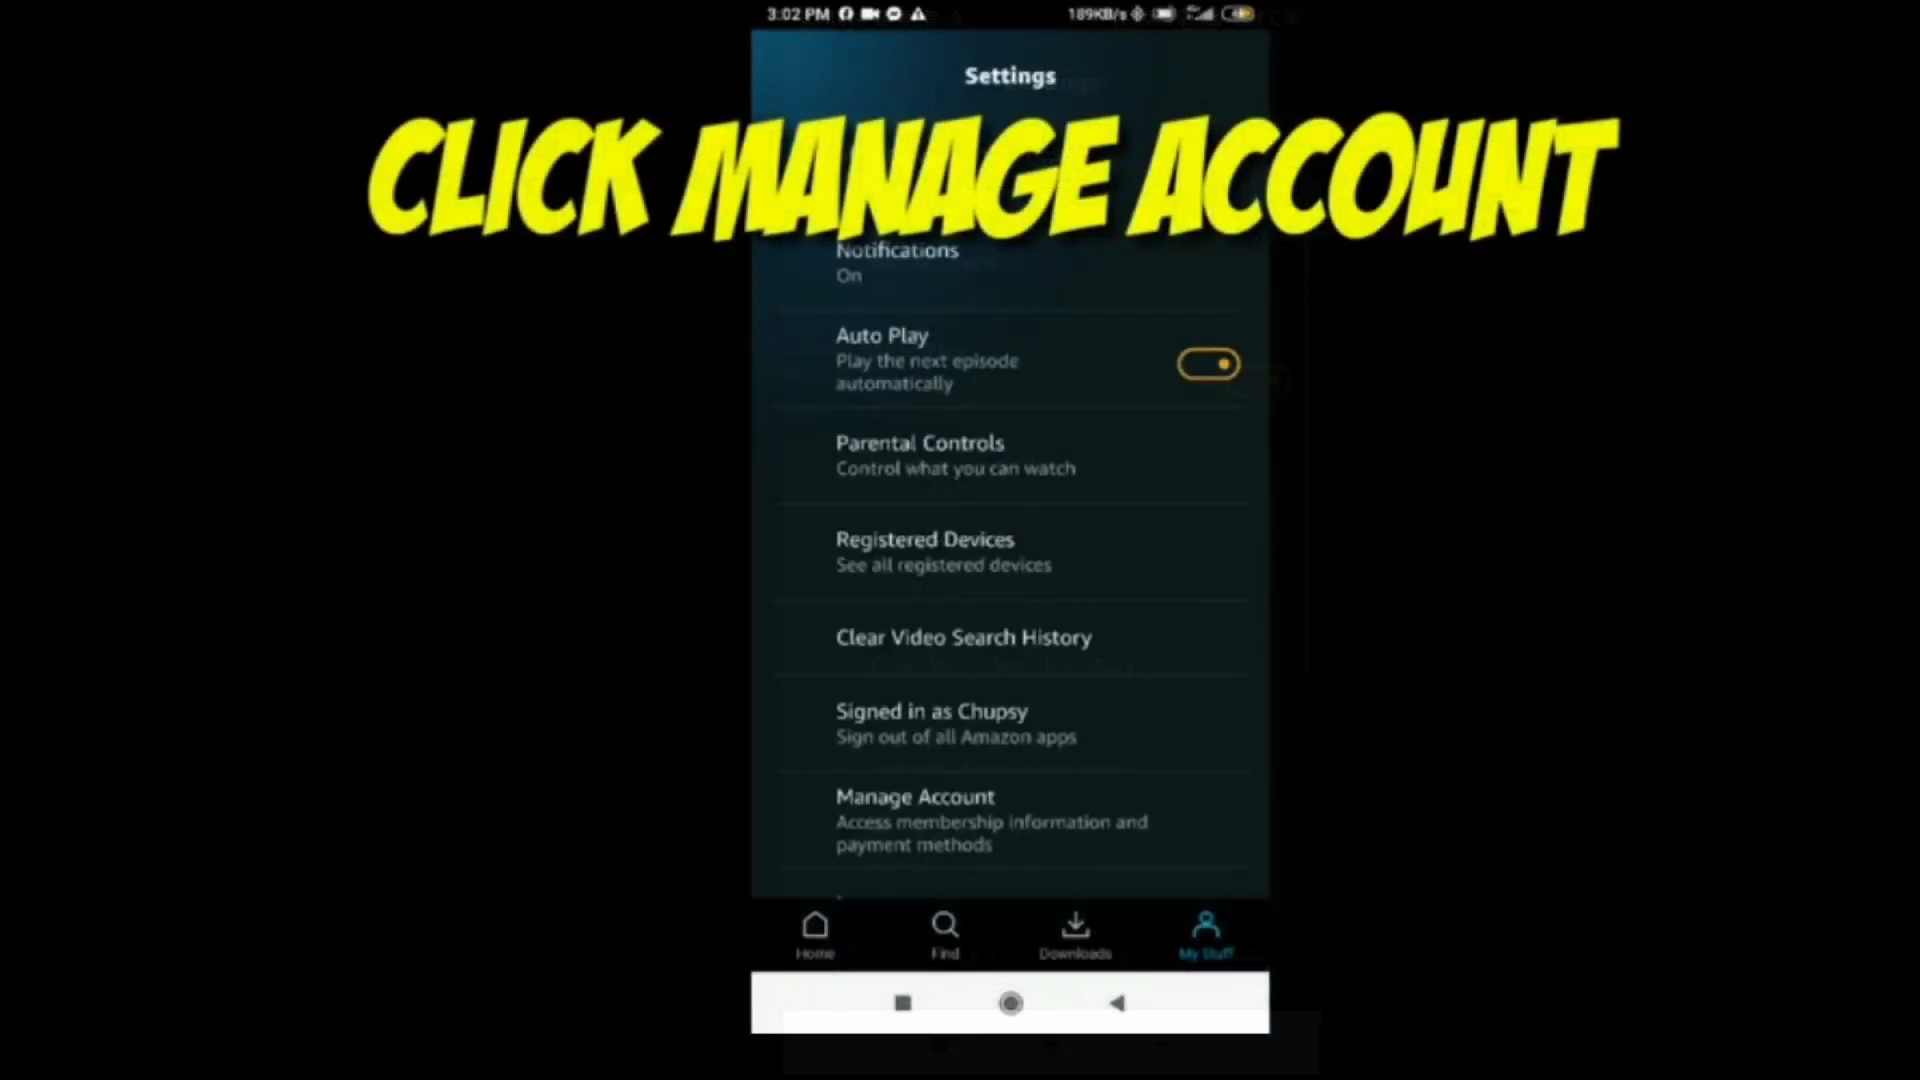 3:02 PM
189KB/s
Settings
CLICK MANAGE ACCOUNT
Notifications
On
Auto Play
Play the next episode
automatically
Parental Controls
Control what you can watch
Registered Devices
See all registered devices
Clear Video Search History
Signed in as Chupsy
Sign out of all Amazon apps
Manage Account
Access membership information and
payment methods
Home
Find
Downloads
My Stuff